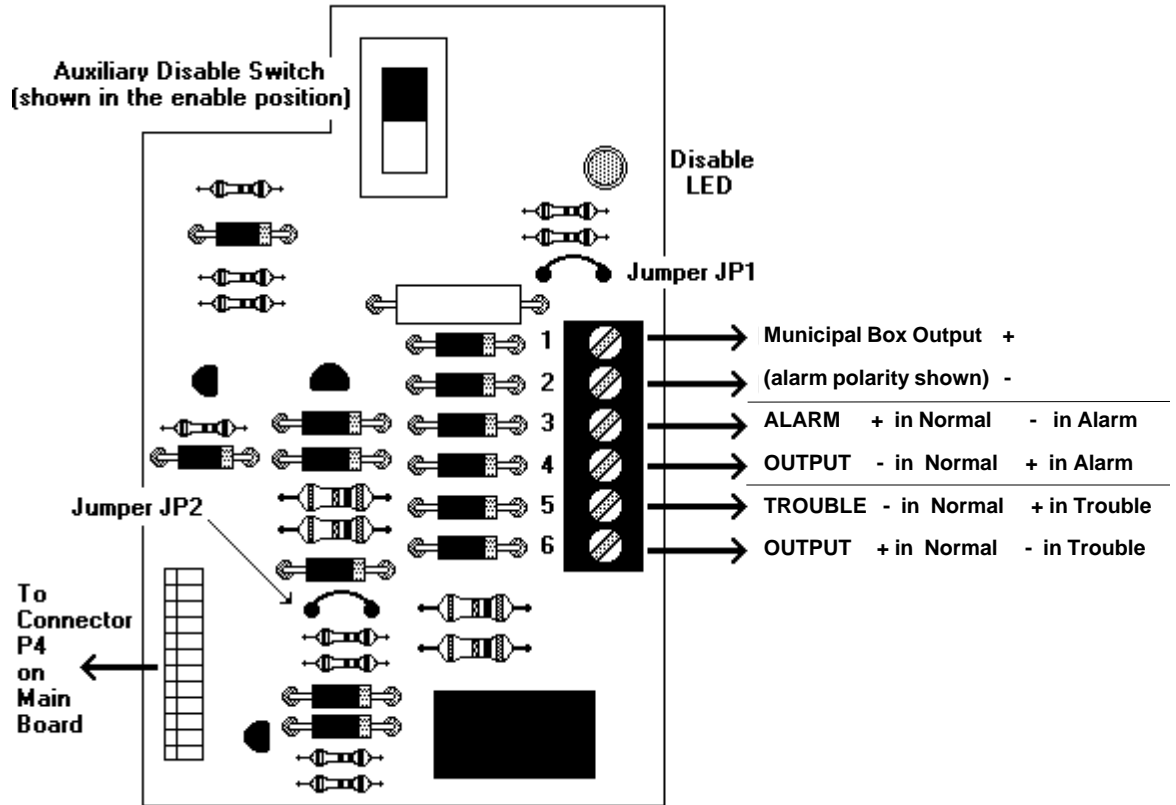 Auxiliary Disable Switch
(shown in the enable position)
Disable
LED
Jumper JP1
1 Municipal Box Output +
2 (alarm polarity shown) -
3 ALARM + in Normal - in Alarm
4 OUTPUT - in Normal + in Alarm
5 TROUBLE - in Normal + in Trouble
6 OUTPUT + in Normal - in Trouble
Jumper JP2
To
Connector
P4
on
Main
Board